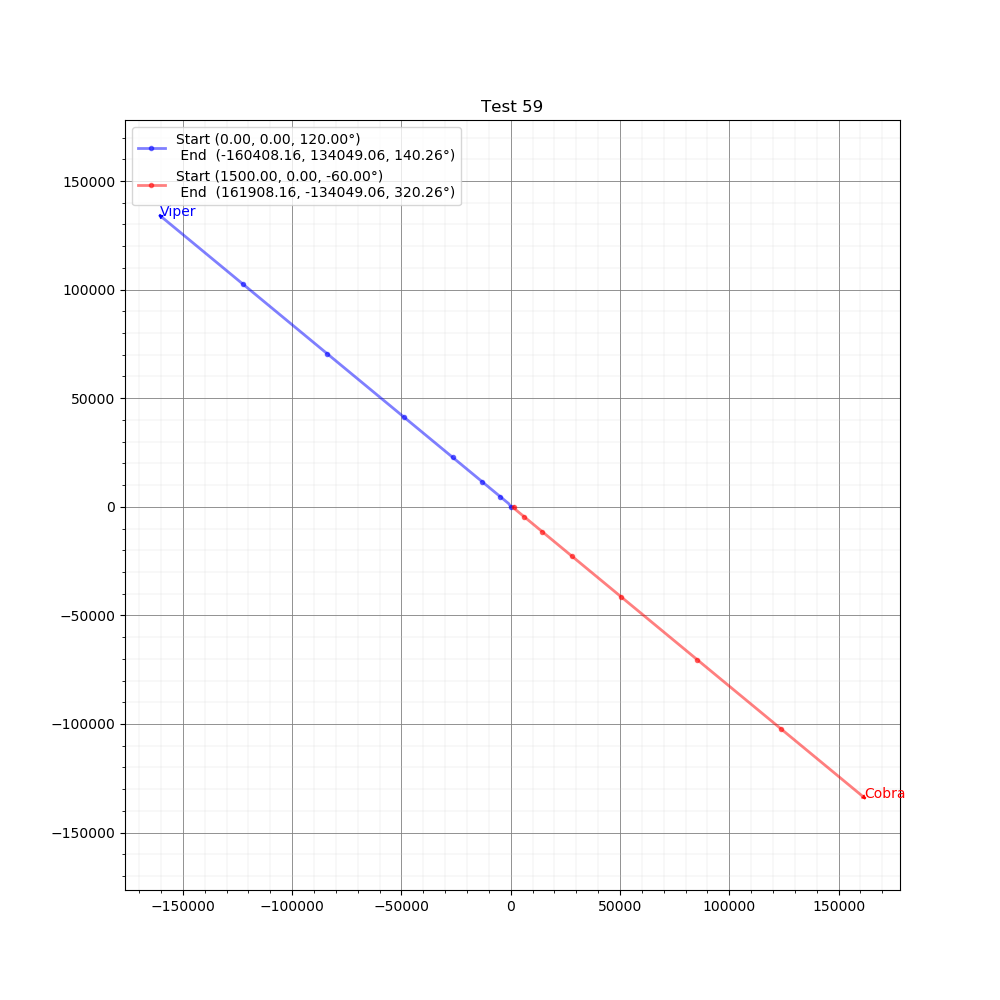 Test 59
Start (0.00, 0.00, 120.00°)
End  (-160408.16, 134049.06, 140.26°)
Start (1500.00, 0.00, -60.00°)
End  (161908.16, -134049.06, 320.26°)
Viper
Cobra
150000
100000
50000
0
−50000
−100000
−150000
−150000 −100000 −50000 0 50000 100000 150000